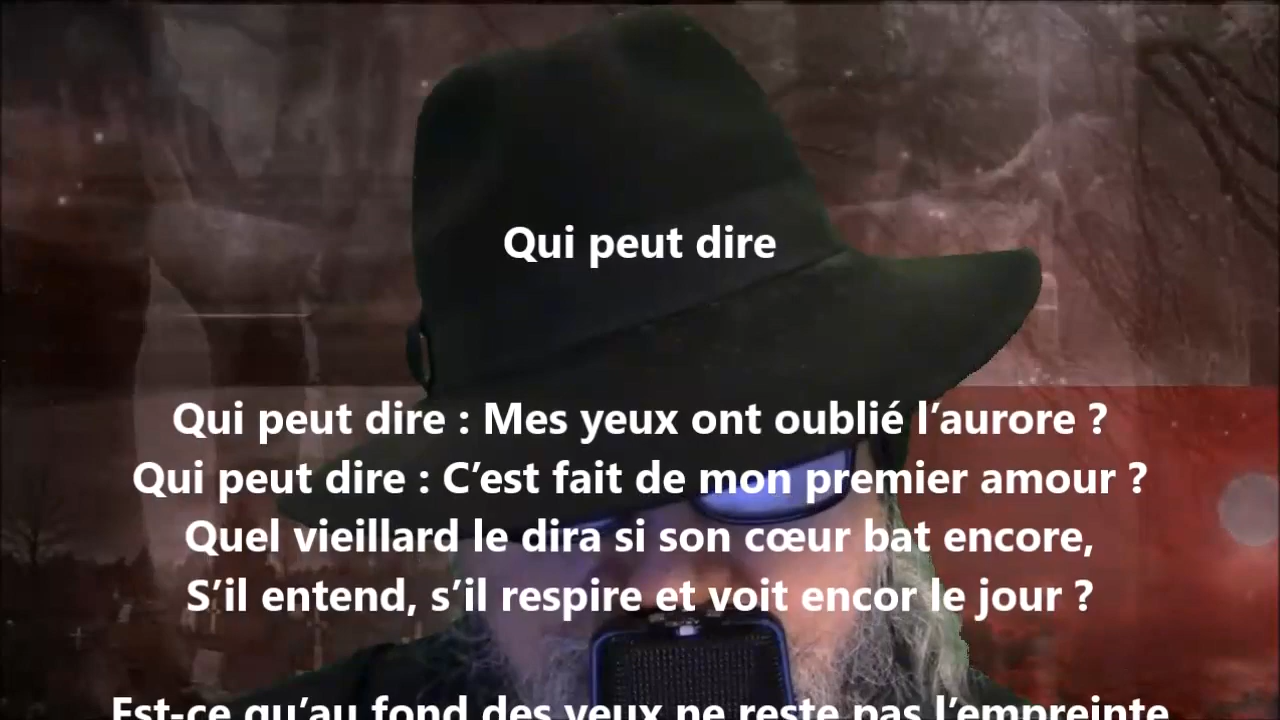 Qui peut dire
Qui peut dire : Mes yeux ont oublié l’aurore ?
Qui peut dire : C’est fait de mon premier amour ?
Quel vieillard le dira si son cœur bat encore,
S’il entend, s’il respire et voit encor le jour ?
Est-ce qu’au fond des yeux ne reste pas l’empreinte